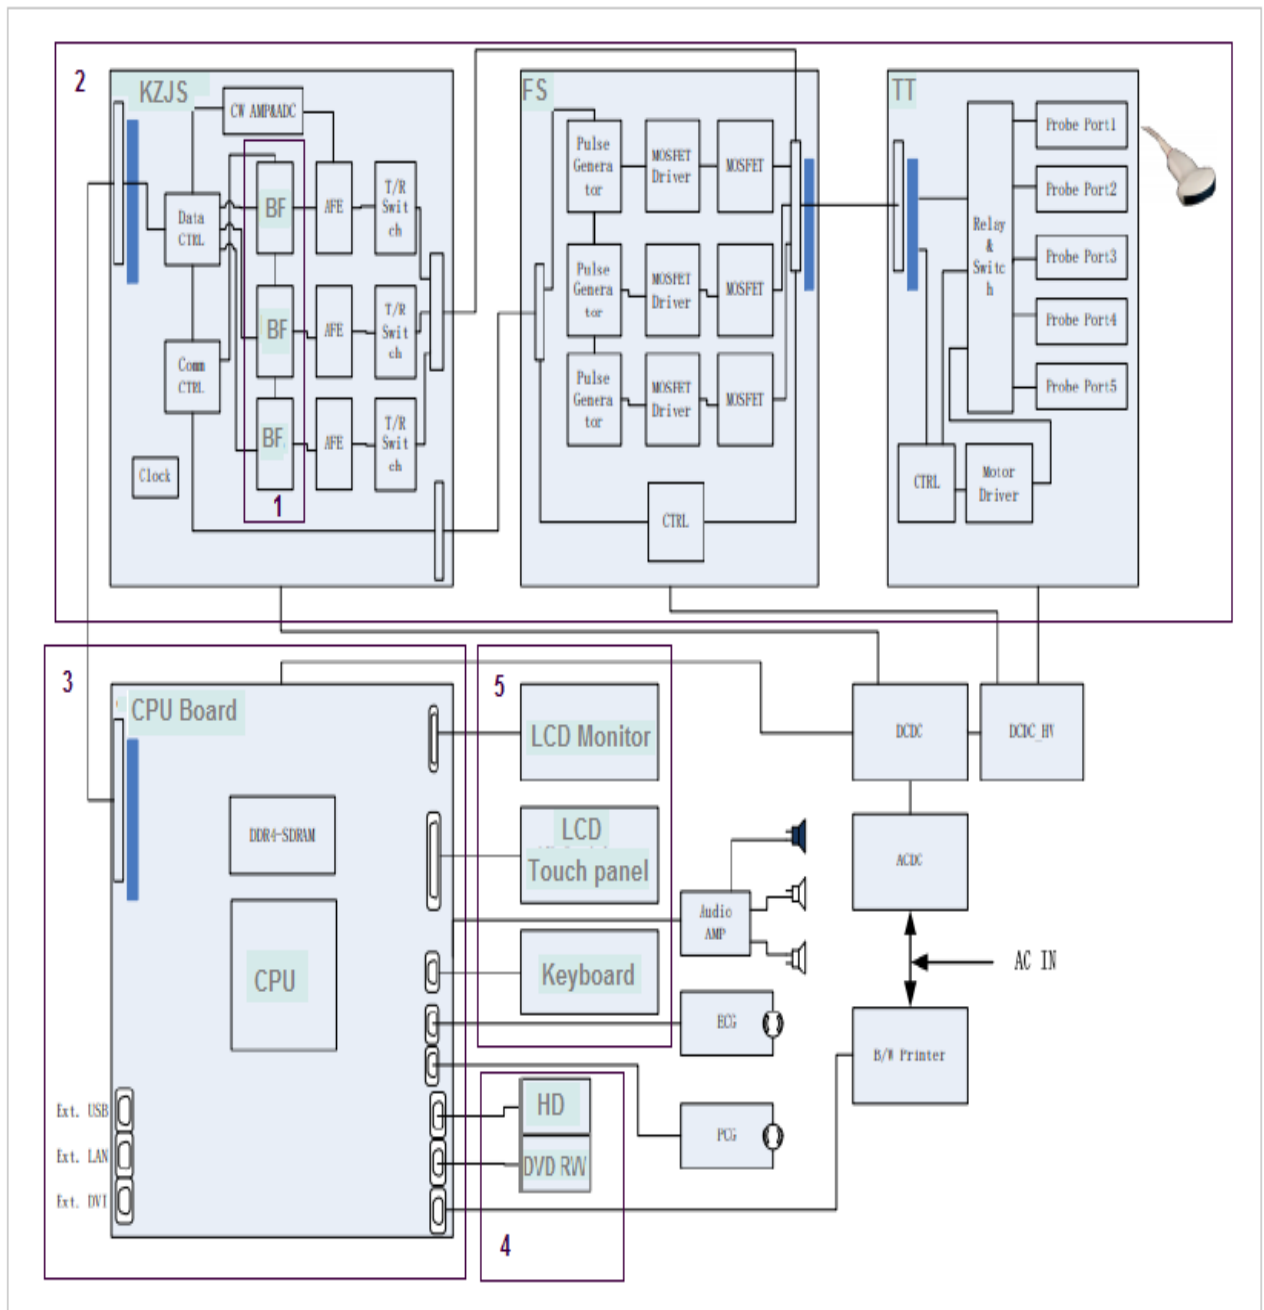 2
KZJS
CW AMP&ADC
Data
CTRL
Comm
CTRL
Clock
BF
BF
BF
1
AFE
AFE
AFE
T/R
Swit
ch
T/R
Swit
ch
T/R
Swit
ch
FS
Pulse
Genera
tor
MOSFET
Driver
MOSFET
Pulse
Genera
tor
MOSFET
Driver
MOSFET
Pulse
Genera
tor
MOSFET
Driver
MOSFET
CTRL
TT
Relay
&
Switc
h
Probe Port1
Probe Port2
Probe Port3
Probe Port4
Probe Port5
CTRL
Motor
Driver
3
CPU Board
DDR4-SDRAM
CPU
Ext. USB
Ext. LAN
Ext. DVI
5
LCD Monitor
LCD
Touch panel
Keyboard
4
HD
DVD RW
Audio
AMP
ECG
PCG
DCDC
DCDC_HV
ACDC
AC IN
B/W Printer